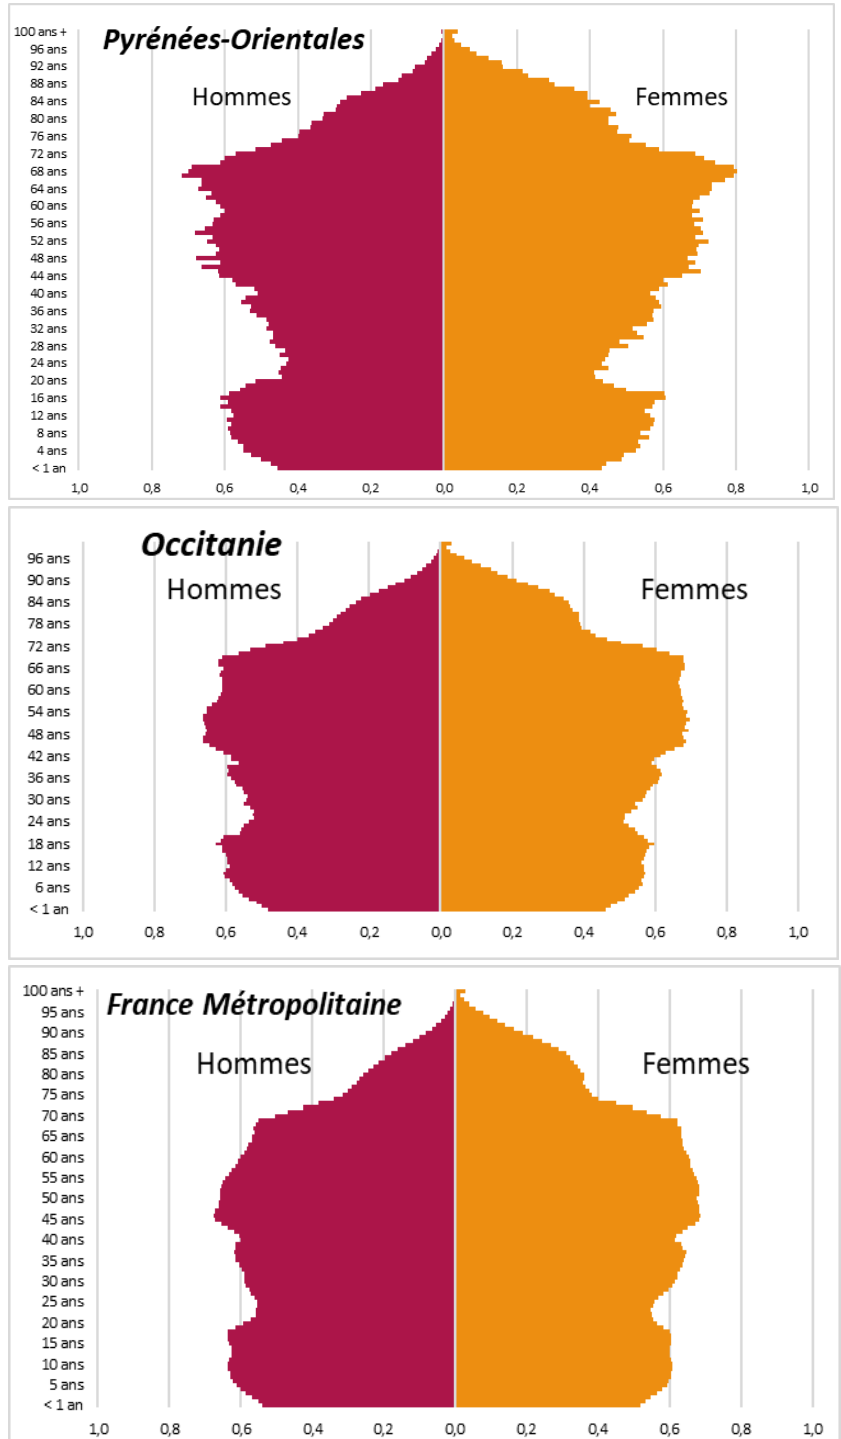 Pyrénées-Orientales
Hommes
Femmes
100 ans +
96 ans
92 ans
88 ans
84 ans
80 ans
76 ans
72 ans
68 ans
64 ans
60 ans
56 ans
52 ans
48 ans
44 ans
40 ans
36 ans
32 ans
28 ans
24 ans
20 ans
16 ans
12 ans
8 ans
4 ans
< 1 an
1,0 0,8 0,6 0,4 0,2 0,0 0,2 0,4 0,6 0,8 1,0
Occitanie
Hommes
Femmes
96 ans
90 ans
84 ans
78 ans
72 ans
66 ans
60 ans
54 ans
48 ans
42 ans
36 ans
30 ans
24 ans
18 ans
12 ans
6 ans
< 1 an
1,0 0,8 0,6 0,4 0,2 0,0 0,2 0,4 0,6 0,8 1,0
France Métropolitaine
Hommes
Femmes
100 ans +
95 ans
90 ans
85 ans
80 ans
75 ans
70 ans
65 ans
60 ans
55 ans
50 ans
45 ans
40 ans
35 ans
30 ans
25 ans
20 ans
15 ans
10 ans
5 ans
< 1 an
1,0 0,8 0,6 0,4 0,2 0,0 0,2 0,4 0,6 0,8 1,0